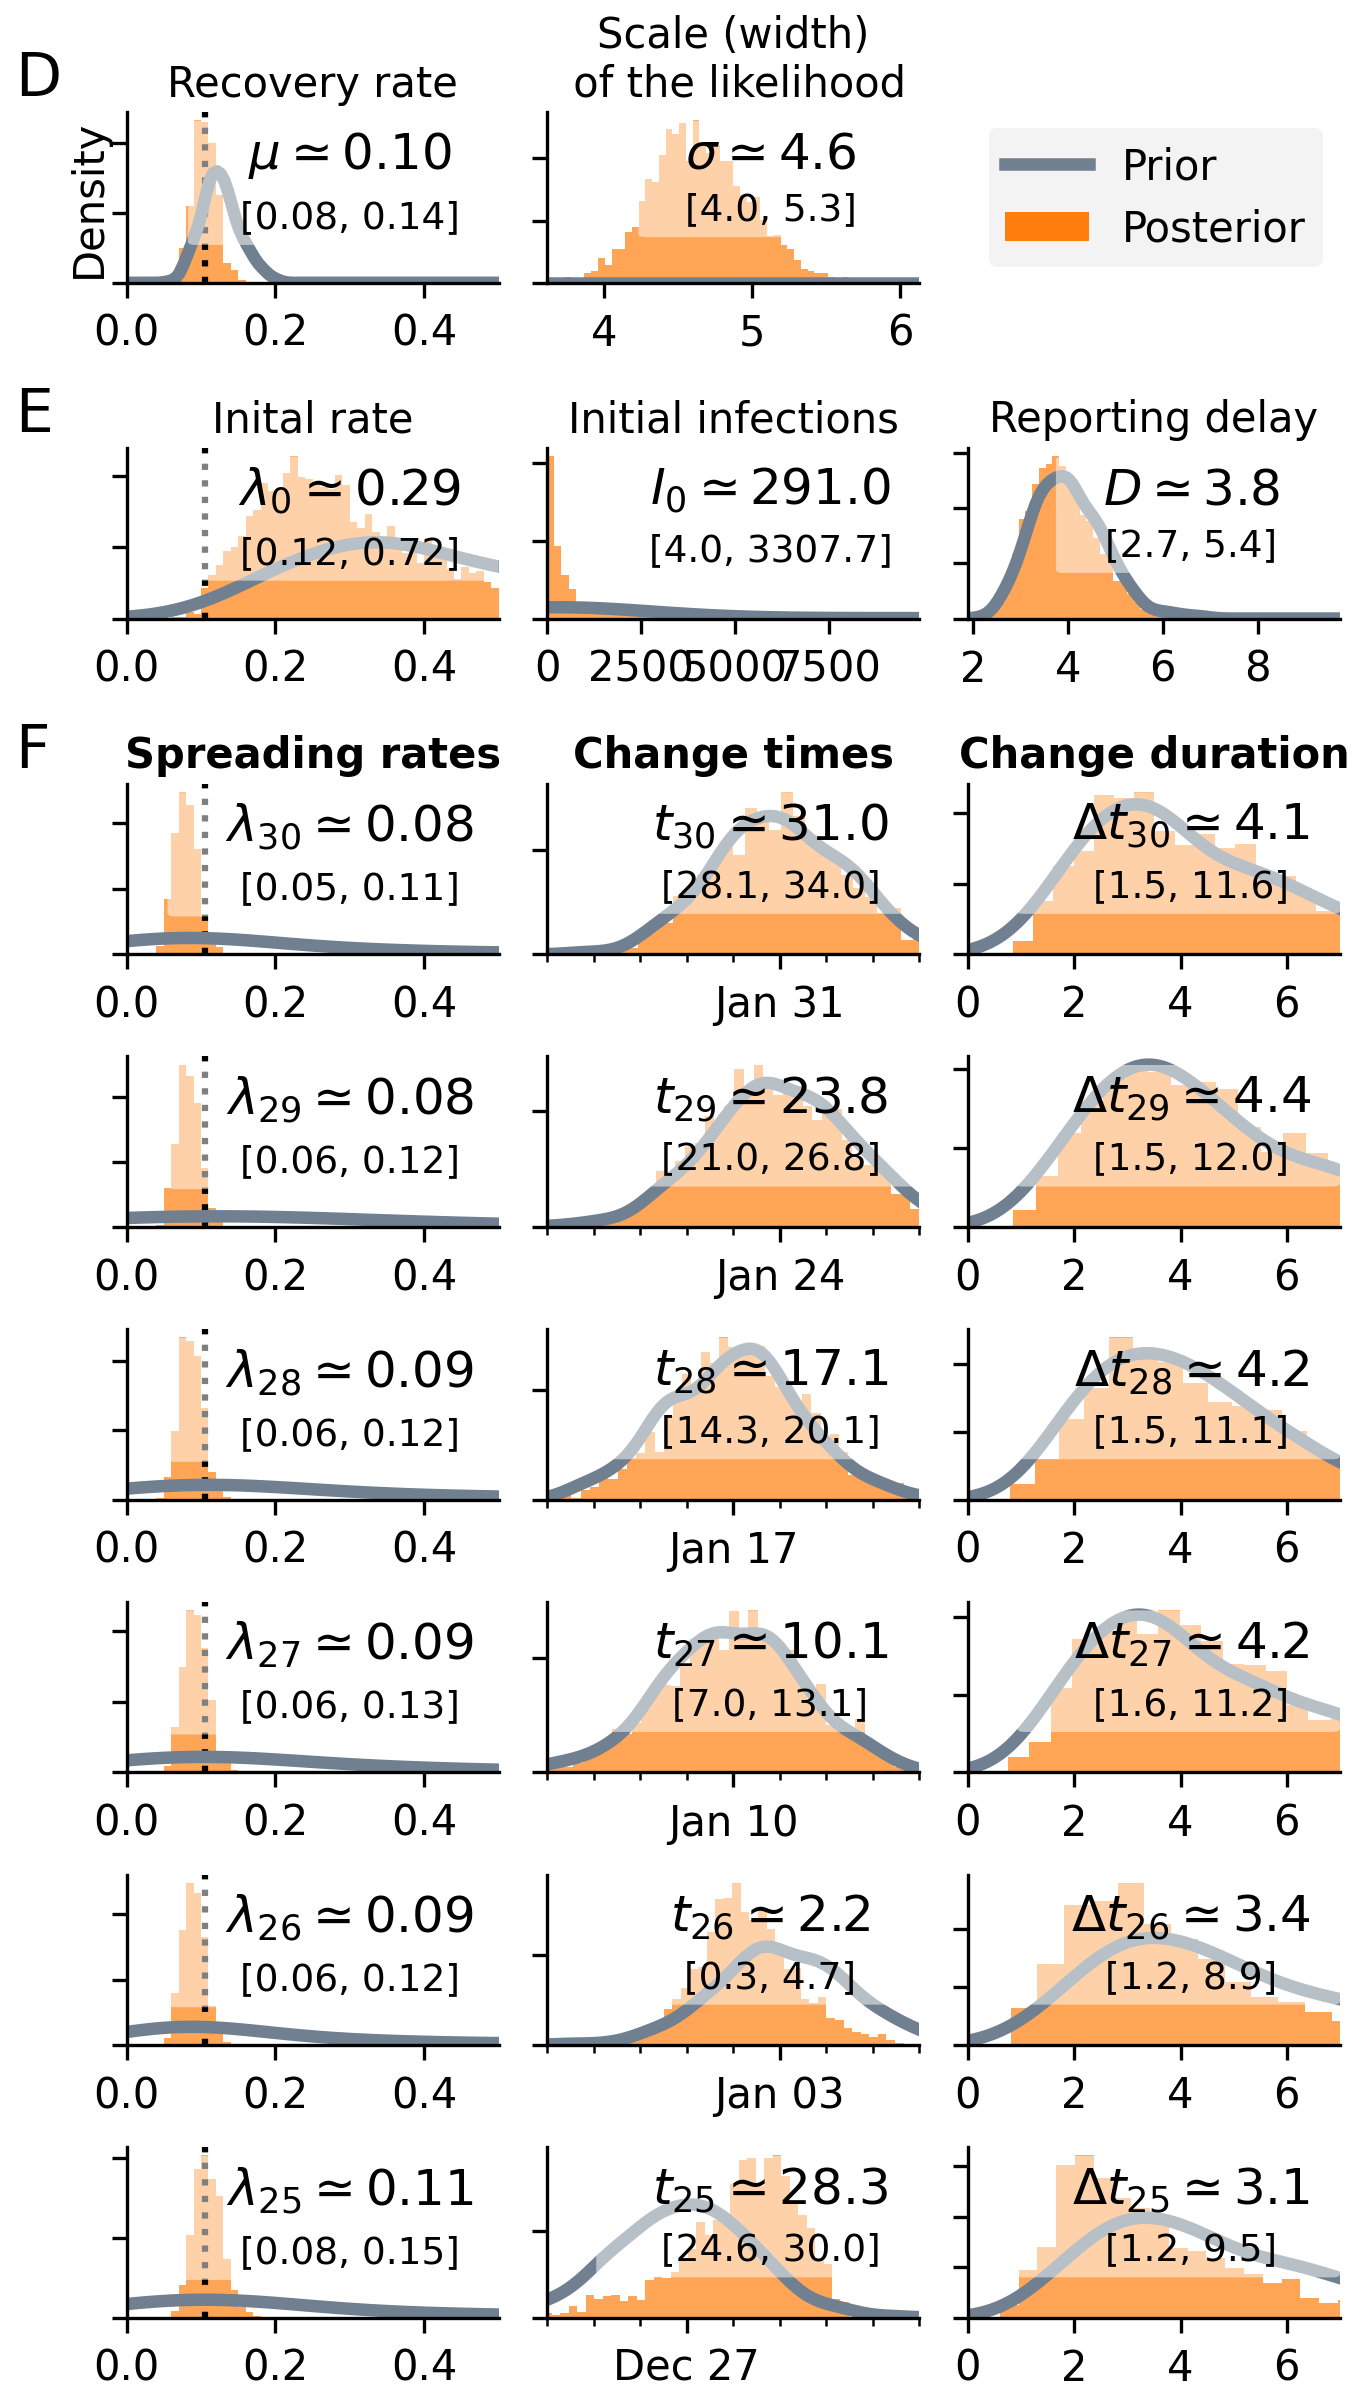 D
Recovery rate
Scale (width)
of the likelihood
Density
μ ≃ 0.10
[0.08, 0.14]
0.0 0.2 0.4
σ ≃ 4.6
[4.0, 5.3]
4 5 6
Prior
Posterior
E
Inital rate
Initial infections
Reporting delay
λ0 ≃ 0.29
[0.12, 0.72]
0.0 0.2 0.4
I0 ≃ 291.0
[4.0, 3307.7]
0 2500 5000 7500
D ≃ 3.8
[2.7, 5.4]
2 4 6 8
F
Spreading rates
Change times
Change duration
λ30 ≃ 0.08
[0.05, 0.11]
0.0 0.2 0.4
t30 ≃ 31.0
[28.1, 34.0]
Jan 31
Δt30 ≃ 4.1
[1.5, 11.6]
0 2 4 6
λ29 ≃ 0.08
[0.06, 0.12]
0.0 0.2 0.4
t29 ≃ 23.8
[21.0, 26.8]
Jan 24
Δt29 ≃ 4.4
[1.5, 12.0]
0 2 4 6
λ28 ≃ 0.09
[0.06, 0.12]
0.0 0.2 0.4
t28 ≃ 17.1
[14.3, 20.1]
Jan 17
Δt28 ≃ 4.2
[1.5, 11.1]
0 2 4 6
λ27 ≃ 0.09
[0.06, 0.13]
0.0 0.2 0.4
t27 ≃ 10.1
[7.0, 13.1]
Jan 10
Δt27 ≃ 4.2
[1.6, 11.2]
0 2 4 6
λ26 ≃ 0.09
[0.06, 0.12]
0.0 0.2 0.4
t26 ≃ 2.2
[0.3, 4.7]
Jan 03
Δt26 ≃ 3.4
[1.2, 8.9]
0 2 4 6
λ25 ≃ 0.11
[0.08, 0.15]
0.0 0.2 0.4
t25 ≃ 28.3
[24.6, 30.0]
Dec 27
Δt25 ≃ 3.1
[1.2, 9.5]
0 2 4 6